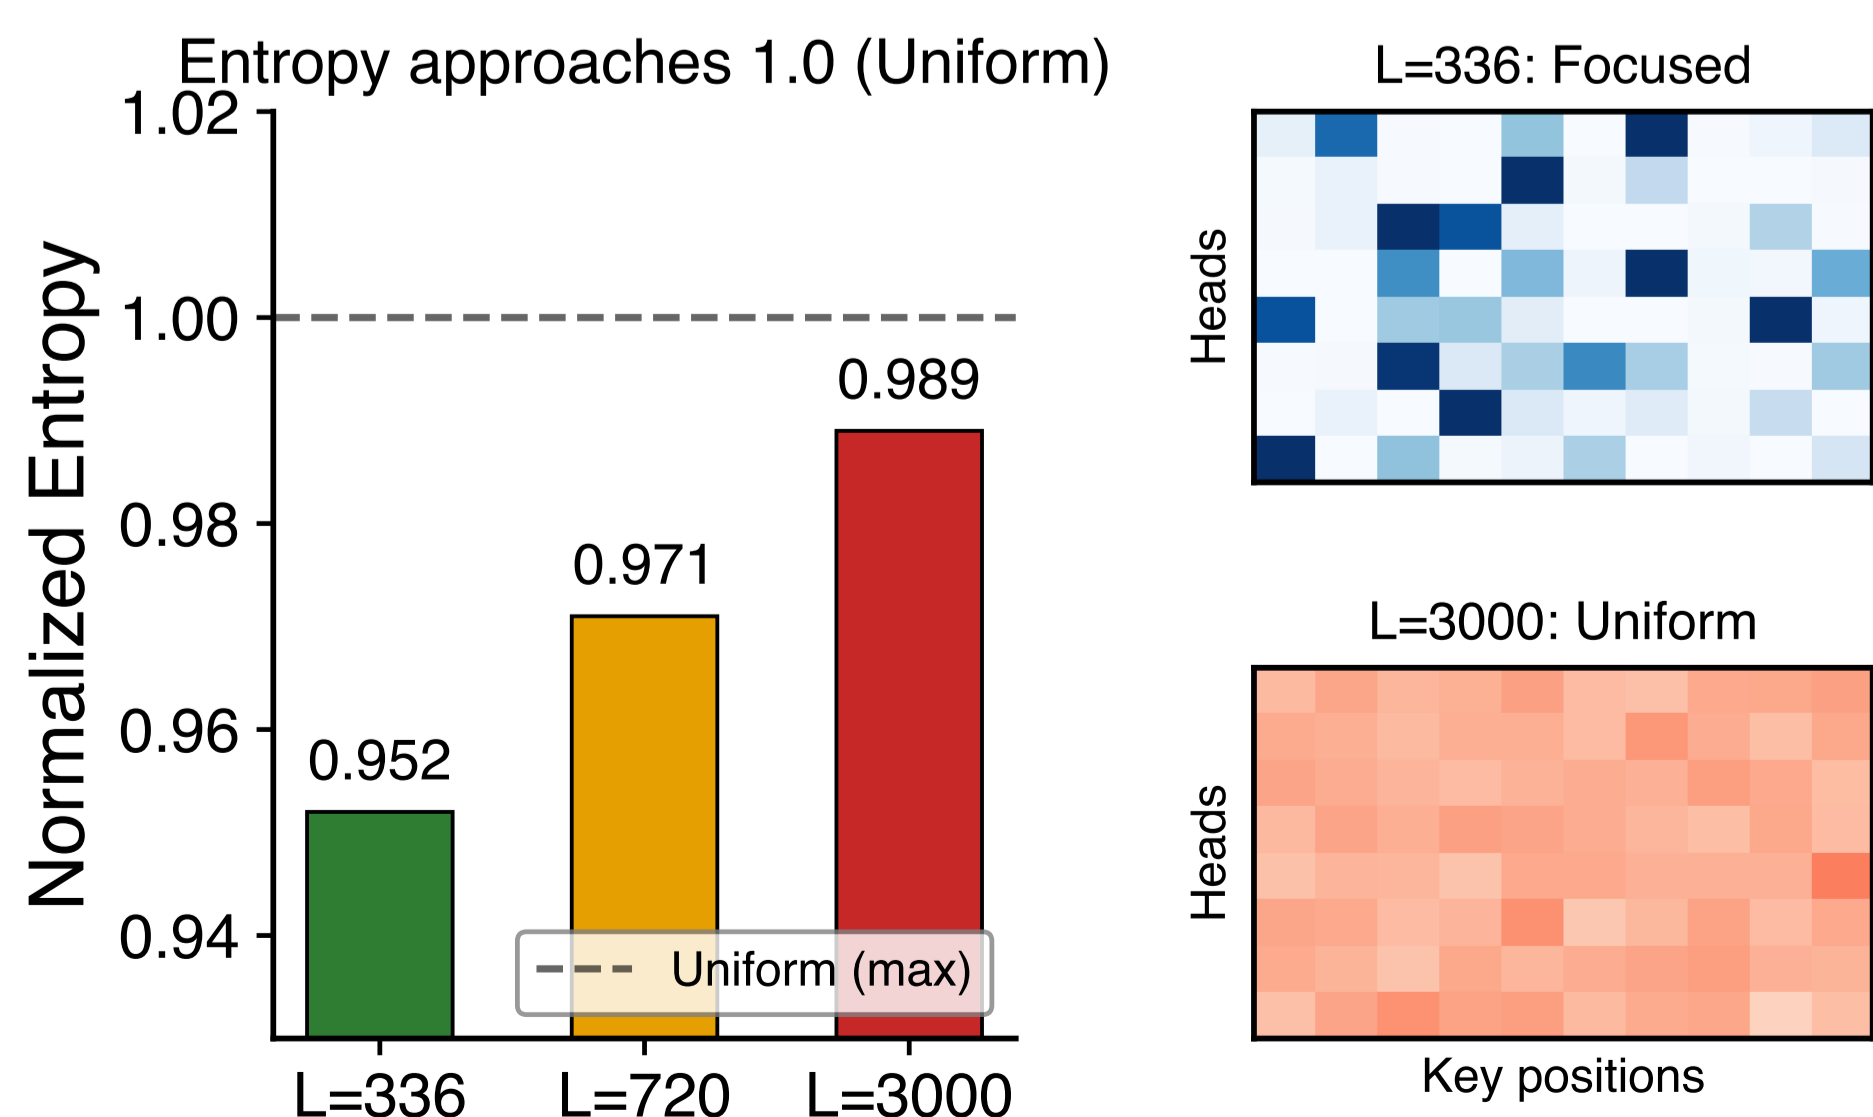 Entropy approaches 1.0 (Uniform)
Normalized Entropy
1.02
1.00
0.98
0.96
0.94
0.952
0.971
0.989
Uniform (max)
L=336
L=720
L=3000
L=336: Focused
Heads
L=3000: Uniform
Heads
Key positions